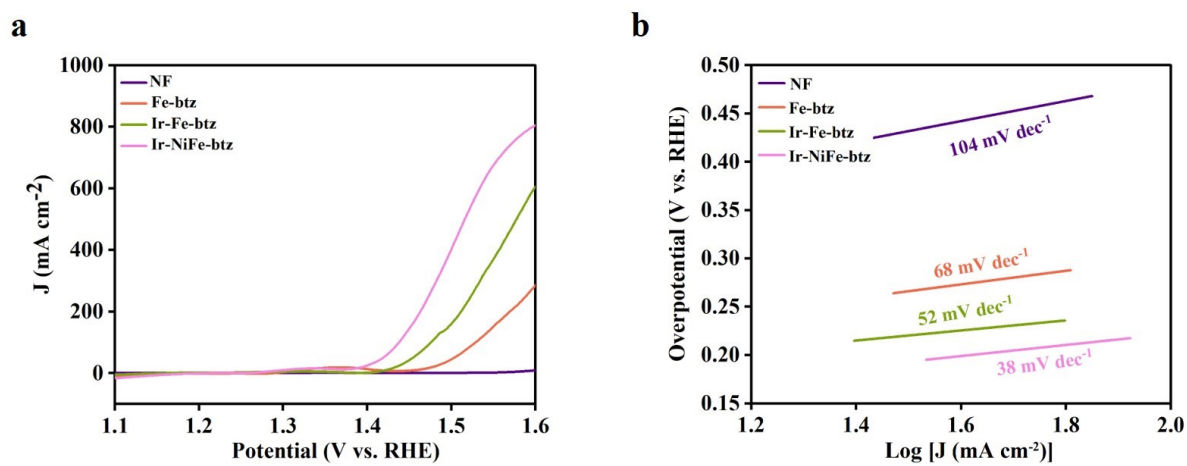 a
1000
800
600
400
200
0
J (mA cm⁻²)
NF
Fe-btz
Ir-Fe-btz
Ir-NiFe-btz
1.1 1.2 1.3 1.4 1.5 1.6
Potential (V vs. RHE)
b
0.50
0.45
0.40
0.35
0.30
0.25
0.20
0.15
Overpotential (V vs. RHE)
NF
Fe-btz
Ir-Fe-btz
Ir-NiFe-btz
104 mV dec⁻¹
68 mV dec⁻¹
52 mV dec⁻¹
38 mV dec⁻¹
1.2 1.4 1.6 1.8 2.0
Log [J (mA cm⁻²)]